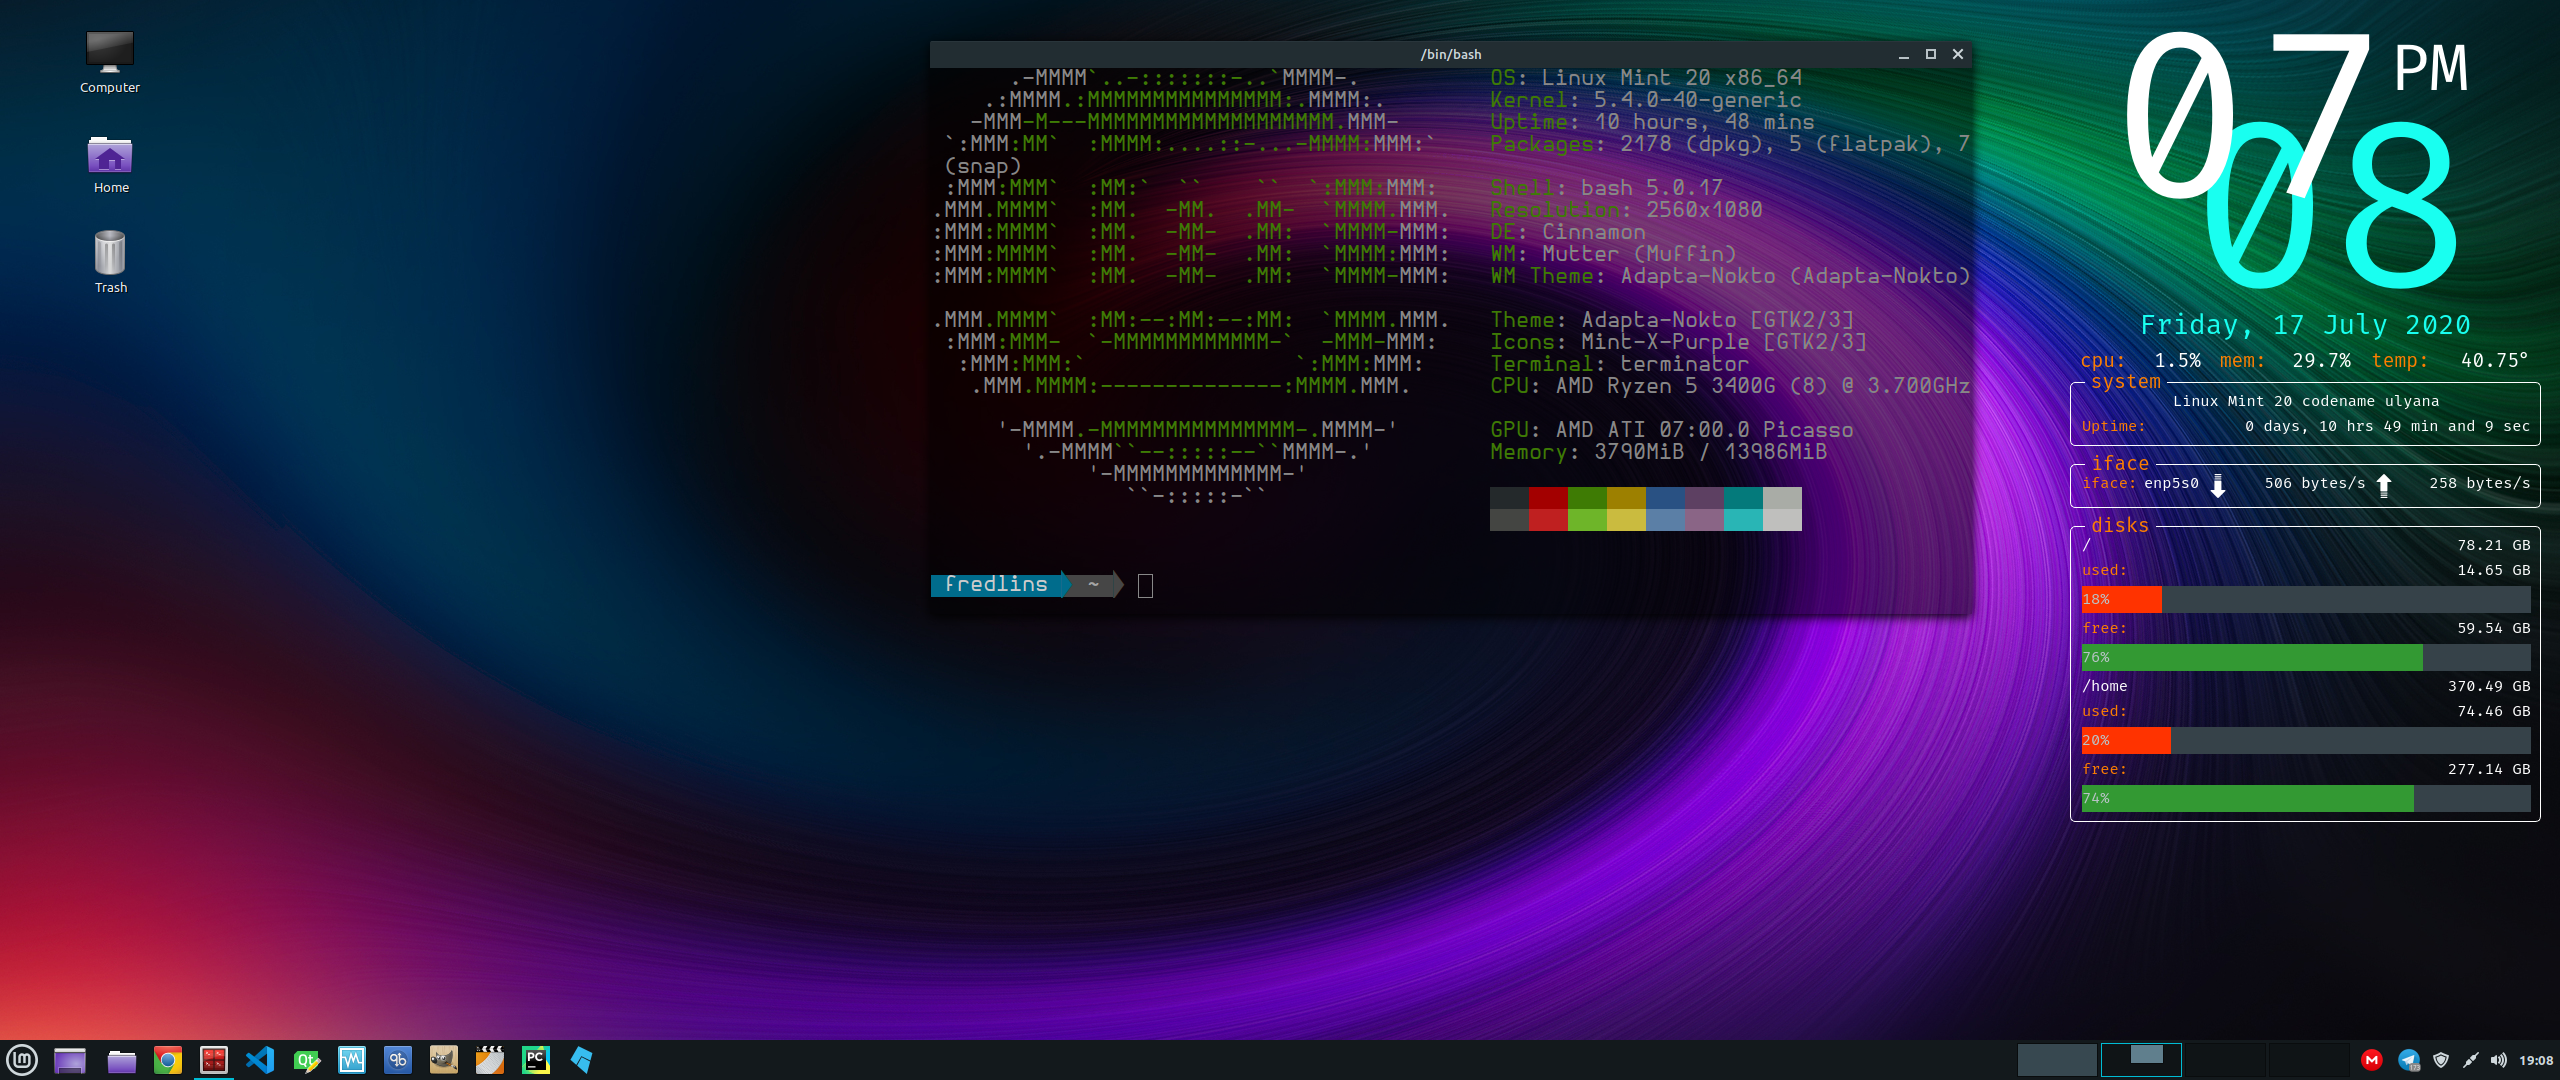 Computer
Home
Trash
/bin/bash
.-MMMM`..-:::::::-..`MMMM-.    OS: Linux Mint 20 x86_64
.:MMMM.:MMMMMMMMMMMMMMM:.MMMM:.    Kernel: 5.4.0-40-generic
-MMM-M---MMMMMMMMMMMMMMMMMMM.MMM-    Uptime: 10 hours, 48 mins
`:MMM:MM`  :MMMM:....::-...-MMMM:MMM:`    Packages: 2178 (dpkg), 5 (flatpak), 7
(snap)
:MMM:MMM`  :MM:`  ``    ``  `:MMM:MMM:    Shell: bash 5.0.17
.MMM.MMMM`  :MM.  -MM.  .MM-  `MMMM.MMM.    Resolution: 2560x1080
:MMM:MMMM`  :MM.  -MM-  .MM:  `MMMM-MMM:    DE: Cinnamon
:MMM:MMMM`  :MM.  -MM-  .MM:  `MMMM:MMM:    WM: Mutter (Muffin)
:MMM:MMMM`  :MM.  -MM-  .MM:  `MMMM-MMM:    WM Theme: Adapta-Nokto (Adapta-Nokto)
.MMM.MMMM`  :MM:--:MM:--:MM:  `MMMM.MMM.    Theme: Adapta-Nokto [GTK2/3]
:MMM:MMM-  `-MMMMMMMMMMMM-`  -MMM-MMM:    Icons: Mint-X-Purple [GTK2/3]
:MMM:MMM:`                `:MMM:MMM:    Terminal: terminator
.MMM.MMMM:--------------:MMMM.MMM.    CPU: AMD Ryzen 5 3400G (8) @ 3.700GHz
'-MMMM.-MMMMMMMMMMMMMMM-.MMMM-'    GPU: AMD ATI 07:00.0 Picasso
'.-MMMM``--:::::--``MMMM-.'    Memory: 3790MiB / 13986MiB
'-MMMMMMMMMMMMM-'
``-:::::-``
fredlins ~
07 PM
08
Friday, 17 July 2020
cpu: 1.5% mem: 29.7% temp: 40.75°
system
Linux Mint 20 codename ulyana
Uptime: 0 days, 10 hrs 49 min and 9 sec
iface
iface: enp5s0 506 bytes/s 258 bytes/s
disks
/ 78.21 GB
used: 14.65 GB
18%
free: 59.54 GB
76%
/home 370.49 GB
used: 74.46 GB
20%
free: 277.14 GB
74%
lm Qt qb PC M 173 19:08